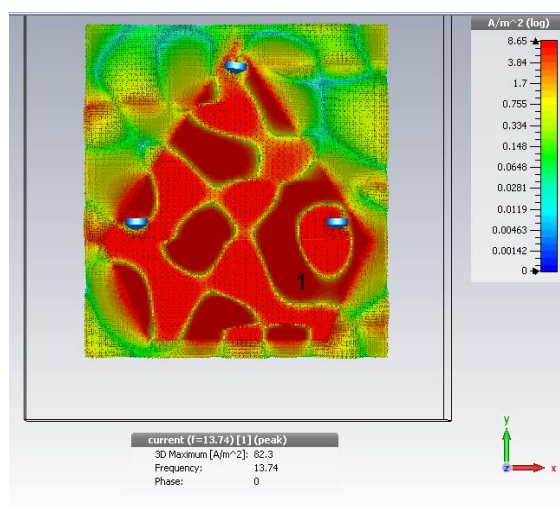 A/m^2 (log)
8.65
3.84
1.7
0.755
0.334
0.148
0.0648
0.0281
0.0119
0.00463
0.00142
0
1
current (f=13.74) [1] (peak)
3D Maximum [A/m^2]: 82.3
Frequency: 13.74
Phase: 0
y
z
x